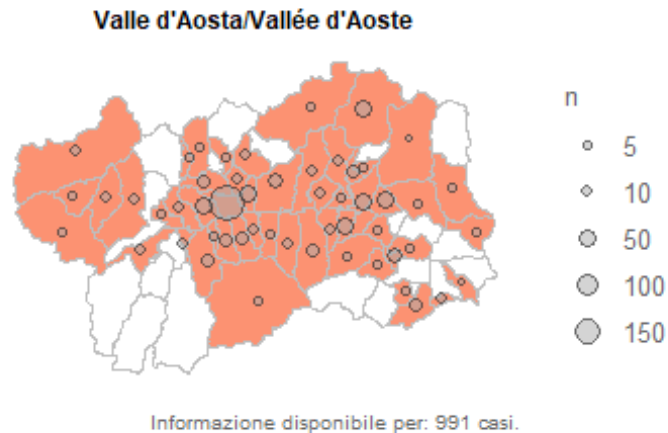 Valle d'Aosta/Vallée d'Aoste
n
5
10
50
100
150
Informazione disponibile per: 991 casi.